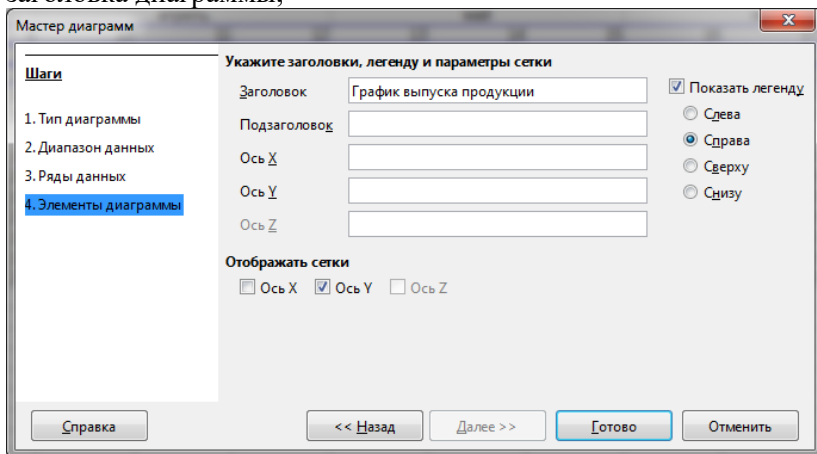 заголовка диаграммы,
Мастер диаграмм
Шаги
1. Тип диаграммы
2. Диапазон данных
3. Ряды данных
4. Элементы диаграммы
Укажите заголовки, легенду и параметры сетки
Заголовок График выпуска продукции
Подзаголовок
Ось X
Ось Y
Ось Z
Показать легенду
Слева
Справа
Сверху
Снизу
Отображать сетки
Ось X Ось Y Ось Z
Справка << Назад Далее >> Готово Отменить